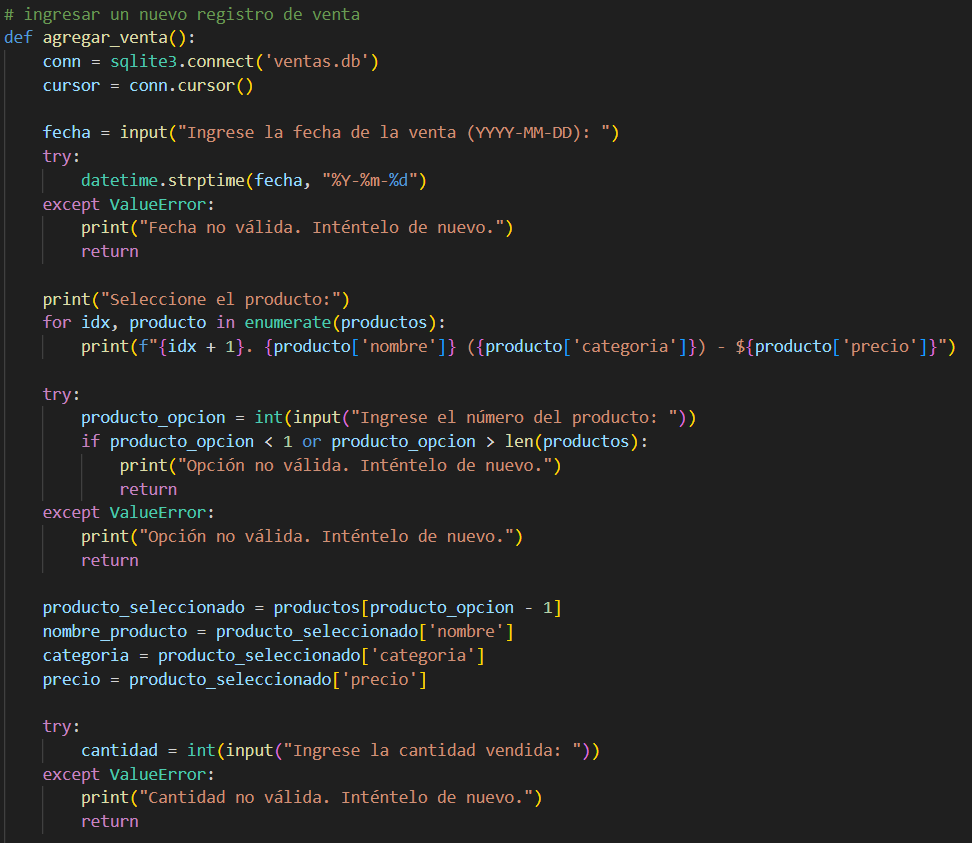 # ingresar un nuevo registro de venta
def agregar_venta():
    conn = sqlite3.connect('ventas.db')
    cursor = conn.cursor()

    fecha = input("Ingrese la fecha de la venta (YYYY-MM-DD): ")
    try:
        datetime.strptime(fecha, "%Y-%m-%d")
    except ValueError:
        print("Fecha no válida. Inténtelo de nuevo.")
        return

    print("Seleccione el producto:")
    for idx, producto in enumerate(productos):
        print(f"{idx + 1}. {producto['nombre']} ({producto['categoria']}) - ${producto['precio']}")

    try:
        producto_opcion = int(input("Ingrese el número del producto: "))
        if producto_opcion < 1 or producto_opcion > len(productos):
            print("Opción no válida. Inténtelo de nuevo.")
            return
    except ValueError:
        print("Opción no válida. Inténtelo de nuevo.")
        return

    producto_seleccionado = productos[producto_opcion - 1]
    nombre_producto = producto_seleccionado['nombre']
    categoria = producto_seleccionado['categoria']
    precio = producto_seleccionado['precio']

    try:
        cantidad = int(input("Ingrese la cantidad vendida: "))
    except ValueError:
        print("Cantidad no válida. Inténtelo de nuevo.")
        return